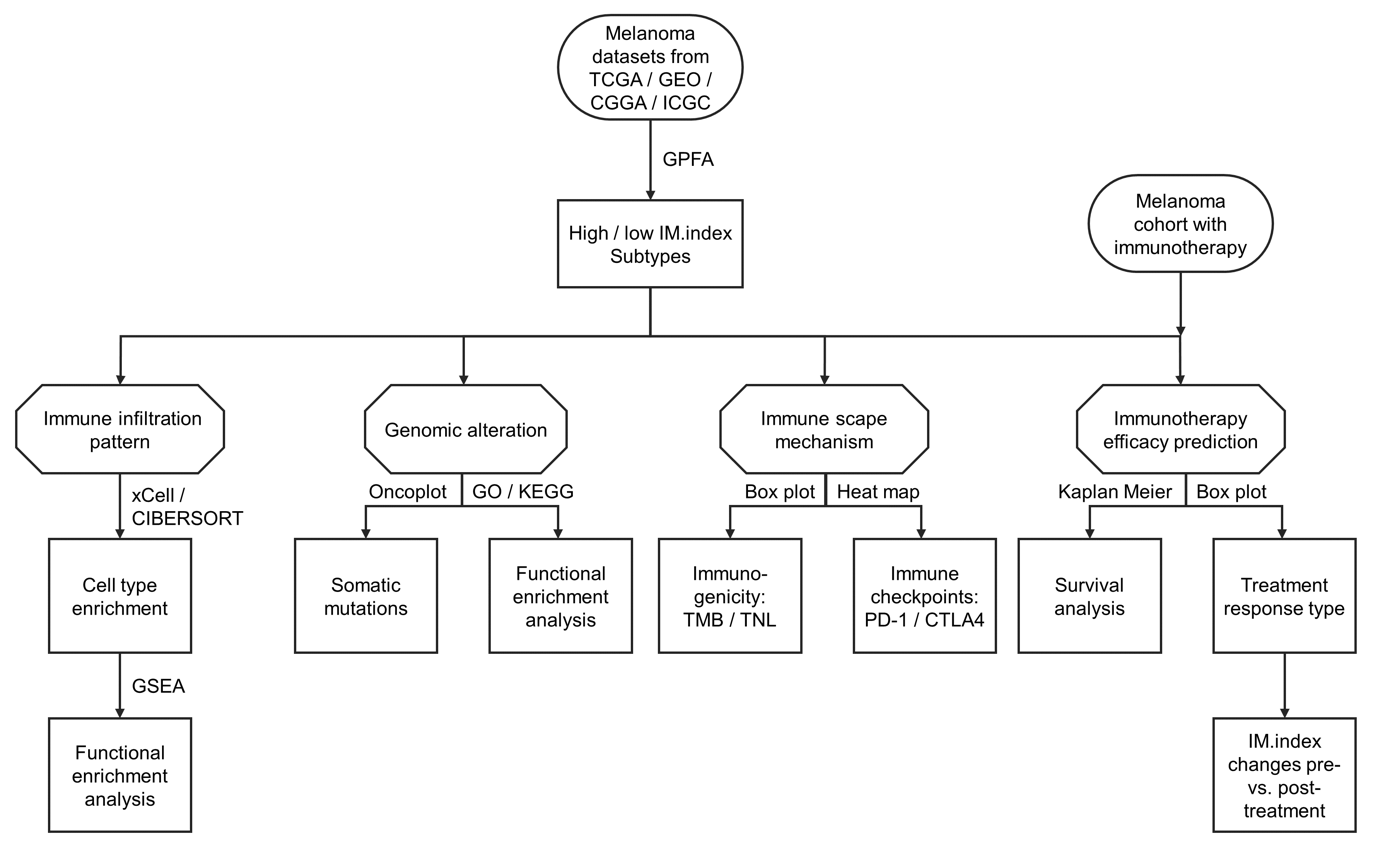 Melanoma
datasets from
TCGA / GEO /
CGGA / ICGC
GPFA
High / low IM.index
Subtypes
Melanoma
cohort with
immunotherapy
Immune infiltration
pattern
Genomic alteration
Immune scape
mechanism
Immunotherapy
efficacy prediction
xCell /
CIBERSORT
Oncoplot
GO / KEGG
Box plot
Heat map
Kaplan Meier
Box plot
Cell type
enrichment
Somatic
mutations
Functional
enrichment
analysis
Immuno-
genicity:
TMB / TNL
Immune
checkpoints:
PD-1 / CTLA4
Survival
analysis
Treatment
response type
GSEA
Functional
enrichment
analysis
IM.index
changes pre-
vs. post-
treatment